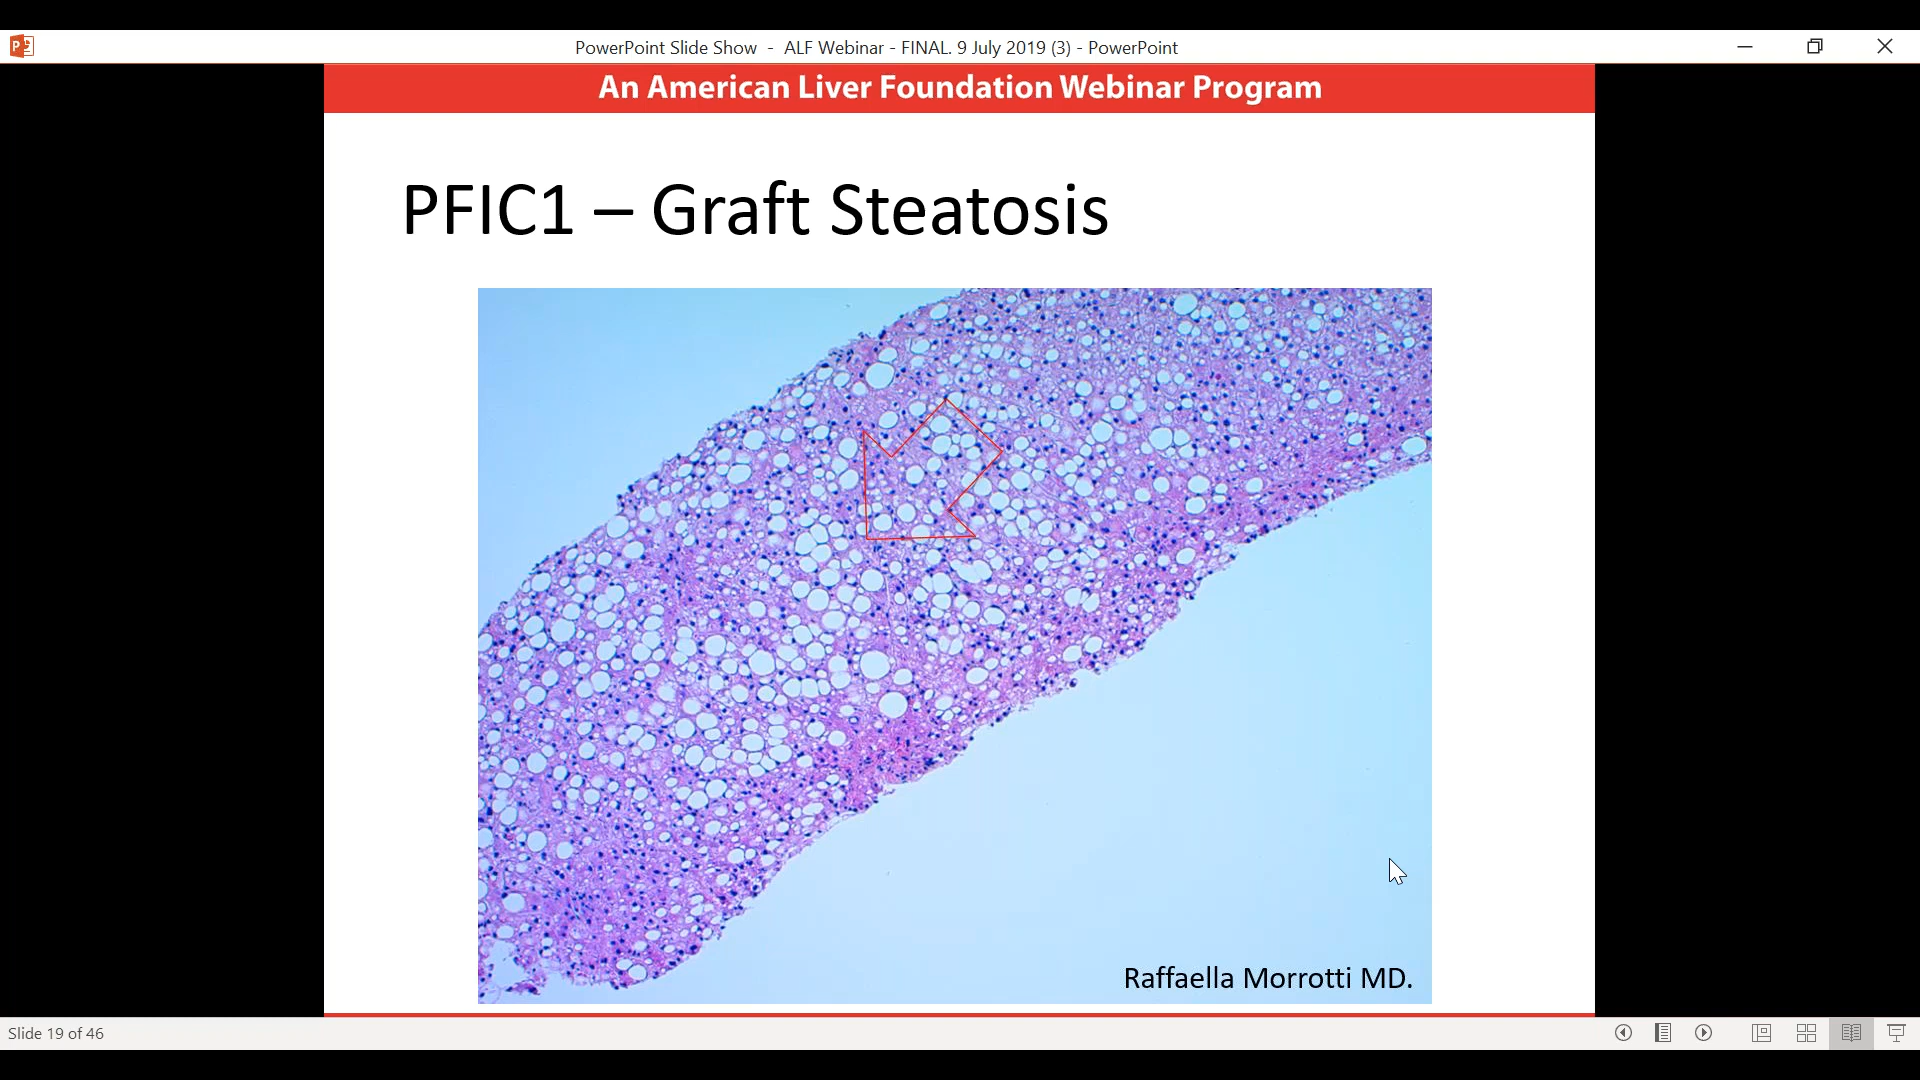 PowerPoint Slide Show - ALF Webinar - FINAL. 9 July 2019 (3) - PowerPoint
An American Liver Foundation Webinar Program
PFIC1 – Graft Steatosis
Raffaella Morrotti MD.
Slide 19 of 46